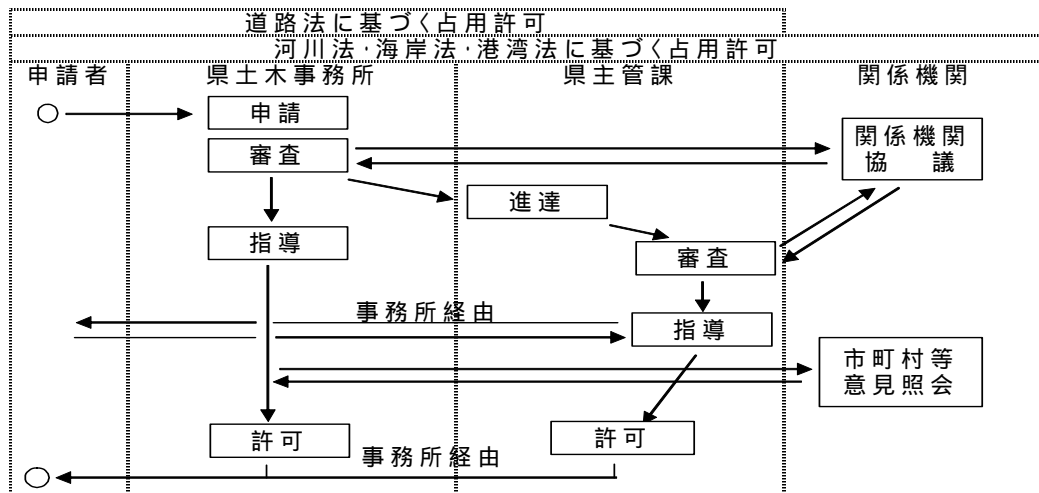 道路法に基づく占用許可
河川法・海岸法・港湾法に基づく占用許可
申請者 県土木事務所 県主管課 関係機関
申請
審査
関係機関
協議
進達
指導
審査
事務所経由
指導
市町村等
意見照会
許可
許可
事務所経由